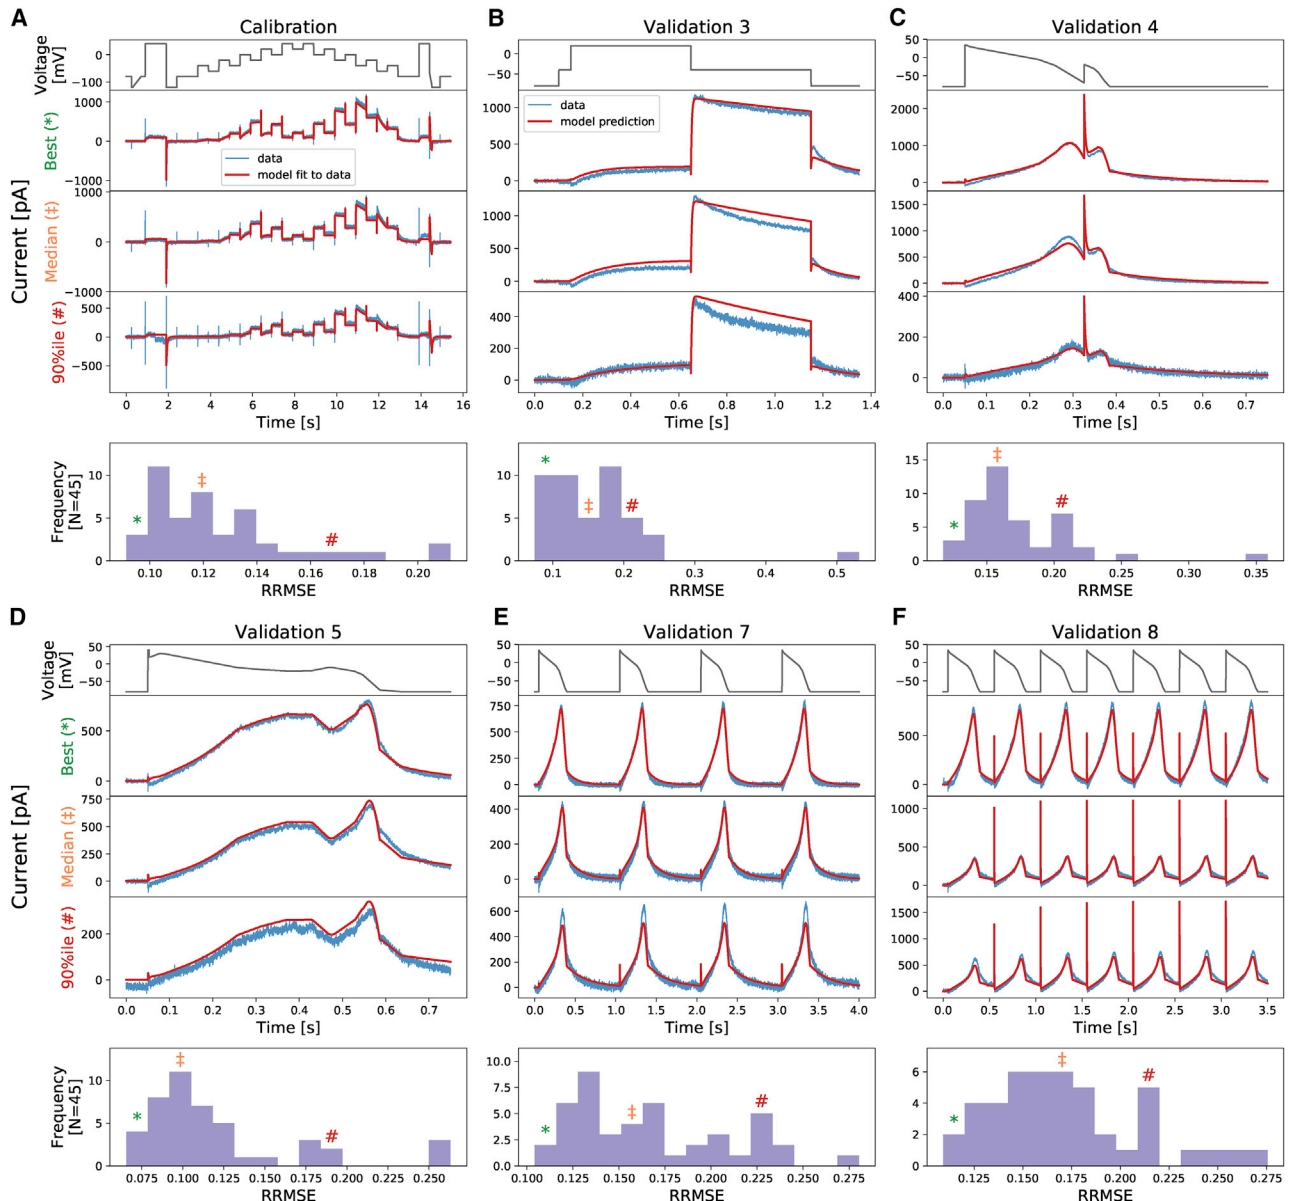 A Calibration
Voltage [mV]
0
−100
Best (*)
1000
0
−1000
data
model fit to data
Current [pA]
Median (‡)
1000
0
−1000
90%ile (#)
500
0
−500
0 2 4 6 8 10 12 14 16
Time [s]
Frequency [N=45]
10
5
0
*
‡
#
0.10 0.12 0.14 0.16 0.18 0.20
RRMSE
B Validation 3
0
−50
1000
500
0
data
model prediction
1000
500
0
400
200
0
0.0 0.2 0.4 0.6 0.8 1.0 1.2 1.4
Time [s]
10
5
0
*
‡
#
0.1 0.2 0.3 0.4 0.5
RRMSE
C Validation 4
50
0
−50
2000
1000
0
1500
1000
500
0
400
200
0
0.0 0.1 0.2 0.3 0.4 0.5 0.6 0.7
Time [s]
15
10
5
0
*
‡
#
0.15 0.20 0.25 0.30 0.35
RRMSE
D Validation 5
Voltage [mV]
50
0
−50
Best (*)
500
0
Current [pA]
Median (‡)
750
500
250
0
90%ile (#)
200
0
0.0 0.1 0.2 0.3 0.4 0.5 0.6 0.7
Time [s]
Frequency [N=45]
10
5
0
*
‡
#
0.075 0.100 0.125 0.150 0.175 0.200 0.225 0.250
RRMSE
E Validation 7
50
0
−50
750
500
250
0
400
200
0
600
400
200
0
0.0 0.5 1.0 1.5 2.0 2.5 3.0 3.5 4.0
Time [s]
10.0
7.5
5.0
2.5
0.0
*
‡
#
0.100 0.125 0.150 0.175 0.200 0.225 0.250 0.275
RRMSE
F Validation 8
50
0
−50
500
0
1000
500
0
1500
1000
500
0
0.0 0.5 1.0 1.5 2.0 2.5 3.0 3.5
Time [s]
6
4
2
0
*
‡
#
0.125 0.150 0.175 0.200 0.225 0.250 0.275
RRMSE